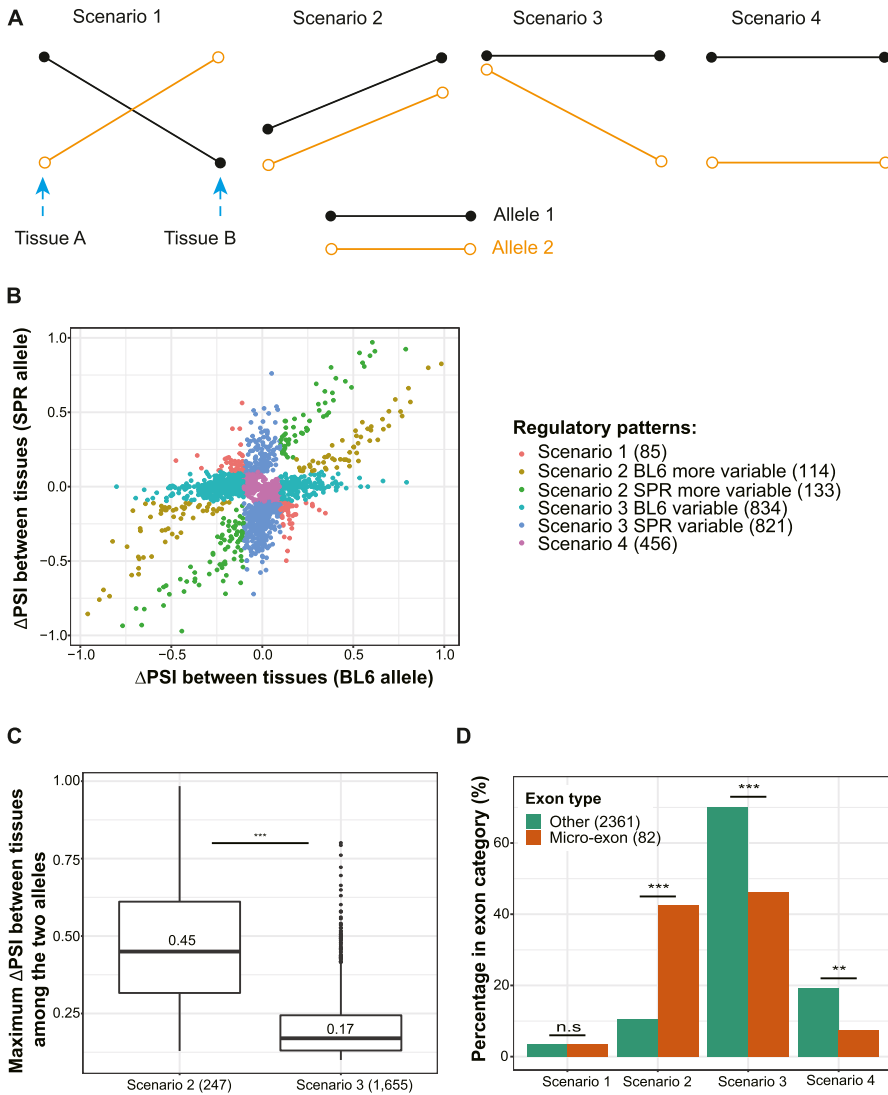 A
Scenario 1
Scenario 2
Scenario 3
Scenario 4
Tissue A
Tissue B
Allele 1
Allele 2
B
ΔPSI between tissues (SPR allele)
1.0
0.5
0.0
−0.5
−1.0
−1.0
−0.5
0.0
0.5
1.0
ΔPSI between tissues (BL6 allele)
Regulatory patterns:
Scenario 1 (85)
Scenario 2 BL6 more variable (114)
Scenario 2 SPR more variable (133)
Scenario 3 BL6 variable (834)
Scenario 3 SPR variable (821)
Scenario 4 (456)
C
Maximum ΔPSI between tissues
among the two alleles
1.00
0.75
0.50
0.25
***
0.45
0.17
Scenario 2 (247)
Scenario 3 (1,655)
D
Percentage in exon category (%)
60
40
20
0
Exon type
Other (2361)
Micro-exon (82)
n.s
***
***
**
Scenario 1
Scenario 2
Scenario 3
Scenario 4